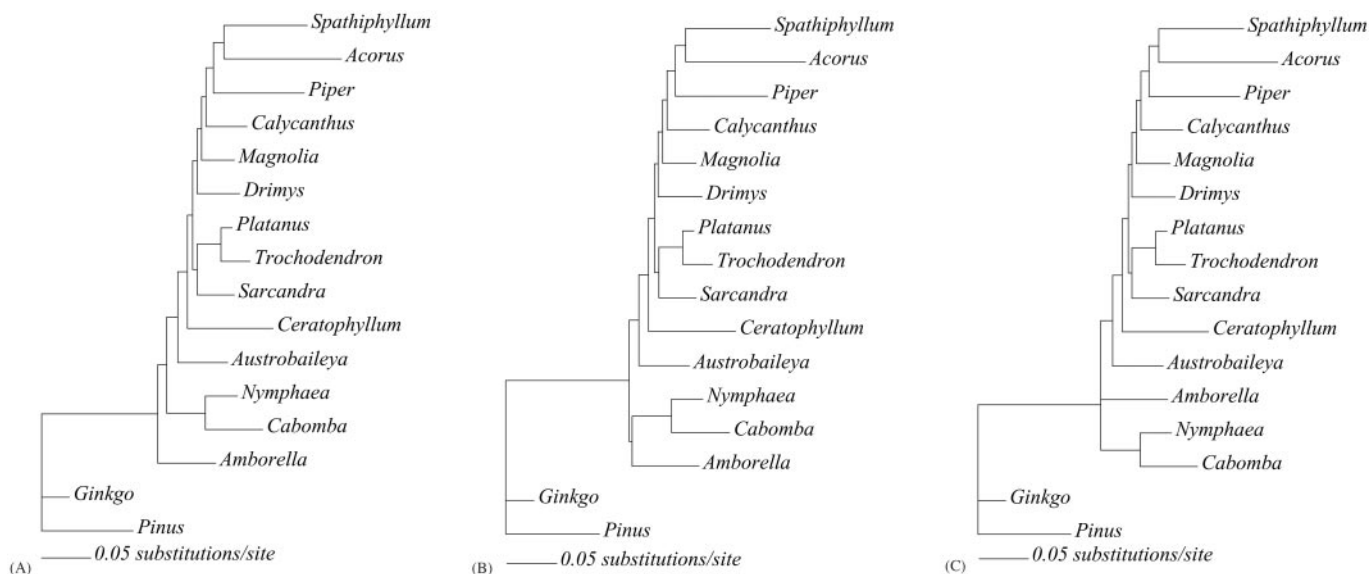 Spathiphyllum
Acorus
Piper
Calycanthus
Magnolia
Drimys
Platanus
Trochodendron
Sarcandra
Ceratophyllum
Austrobaileya
Nymphaea
Cabomba
Amborella
Ginkgo
Pinus
0.05 substitutions/site
(A)
Spathiphyllum
Acorus
Piper
Calycanthus
Magnolia
Drimys
Platanus
Trochodendron
Sarcandra
Ceratophyllum
Austrobaileya
Nymphaea
Cabomba
Amborella
Ginkgo
Pinus
0.05 substitutions/site
(B)
Spathiphyllum
Acorus
Piper
Calycanthus
Magnolia
Drimys
Platanus
Trochodendron
Sarcandra
Ceratophyllum
Austrobaileya
Amborella
Nymphaea
Cabomba
Ginkgo
Pinus
0.05 substitutions/site
(C)